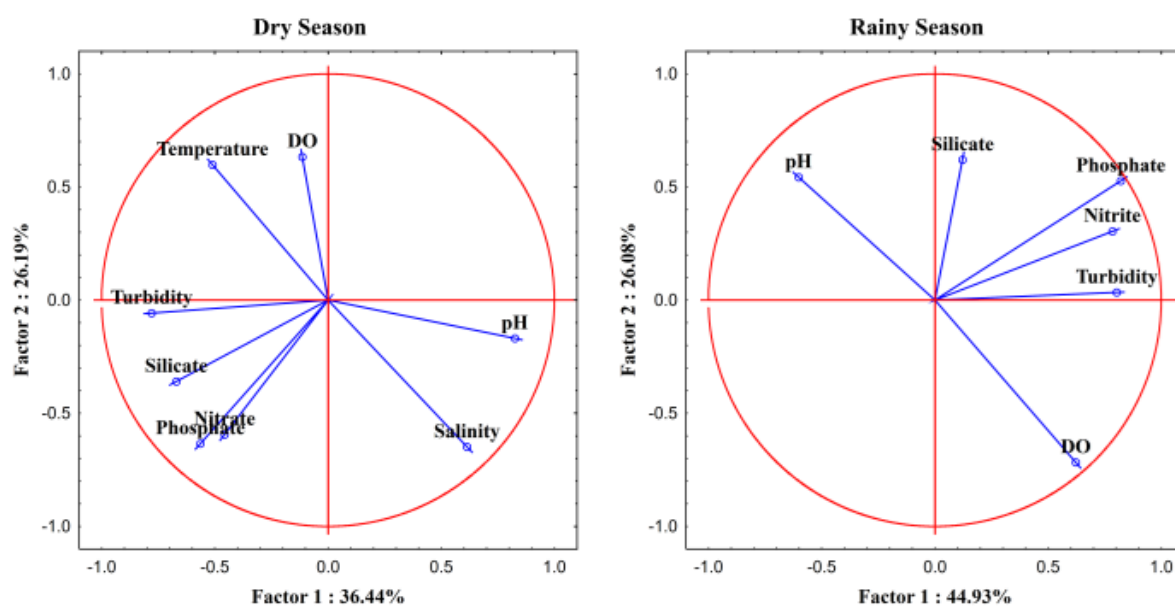 Dry Season
1.0
0.5
0.0
-0.5
-1.0
Factor 2 : 26.19%
Temperature
DO
Turbidity
pH
Silicate
Nitrate
Phosphate
Salinity
-1.0 -0.5 0.0 0.5 1.0
Factor 1 : 36.44%
Rainy Season
1.0
0.5
0.0
-0.5
-1.0
Factor 2 : 26.08%
Silicate
pH
Phosphate
Nitrite
Turbidity
DO
-1.0 -0.5 0.0 0.5 1.0
Factor 1 : 44.93%